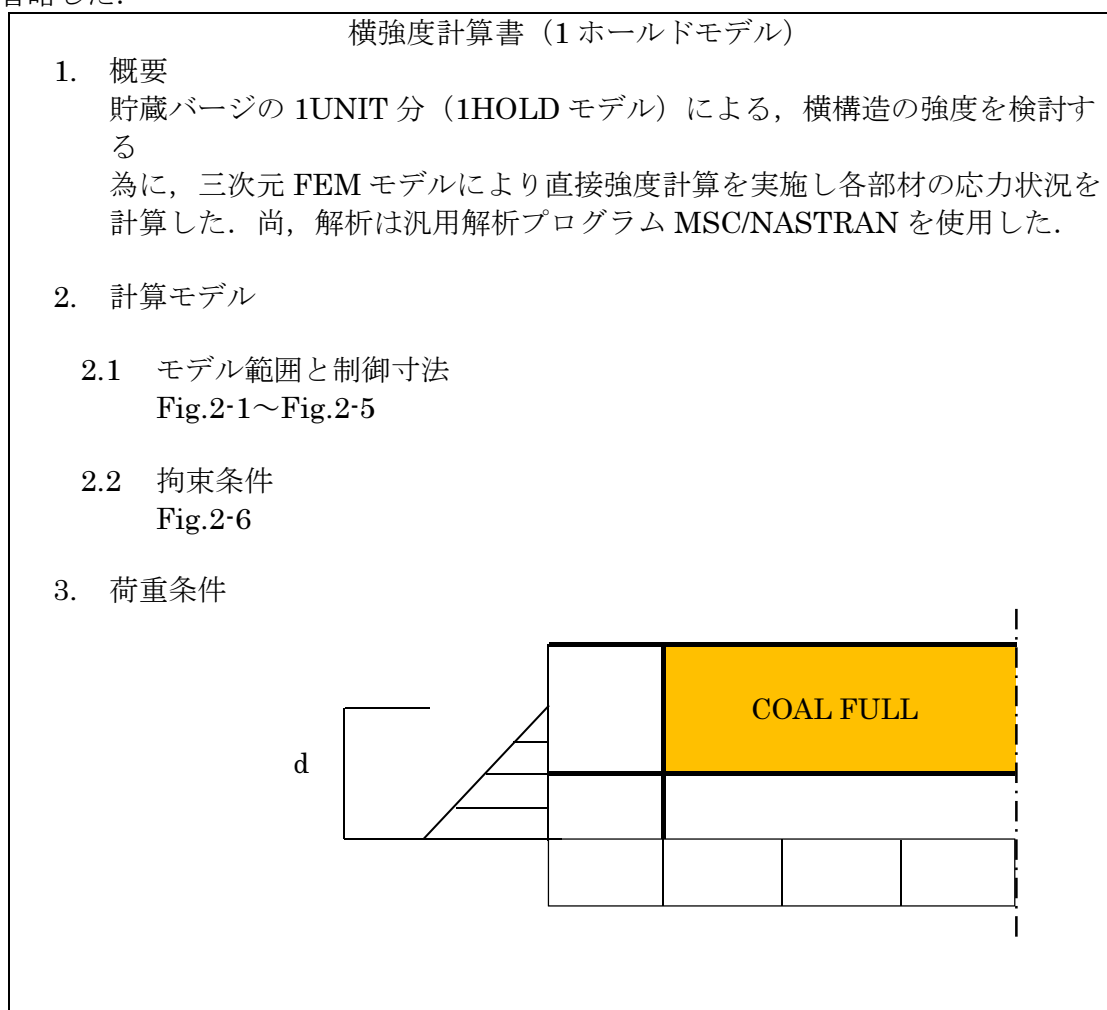 省略した．
横強度計算書（1 ホールドモデル）
1. 概要
貯蔵バージの 1UNIT 分（1HOLD モデル）による，横構造の強度を検討す
る
為に，三次元 FEM モデルにより直接強度計算を実施し各部材の応力状況を
計算した．尚，解析は汎用解析プログラム MSC/NASTRAN を使用した．
2. 計算モデル
2.1 モデル範囲と制御寸法
Fig.2-1～Fig.2-5
2.2 拘束条件
Fig.2-6
3. 荷重条件
COAL FULL
d